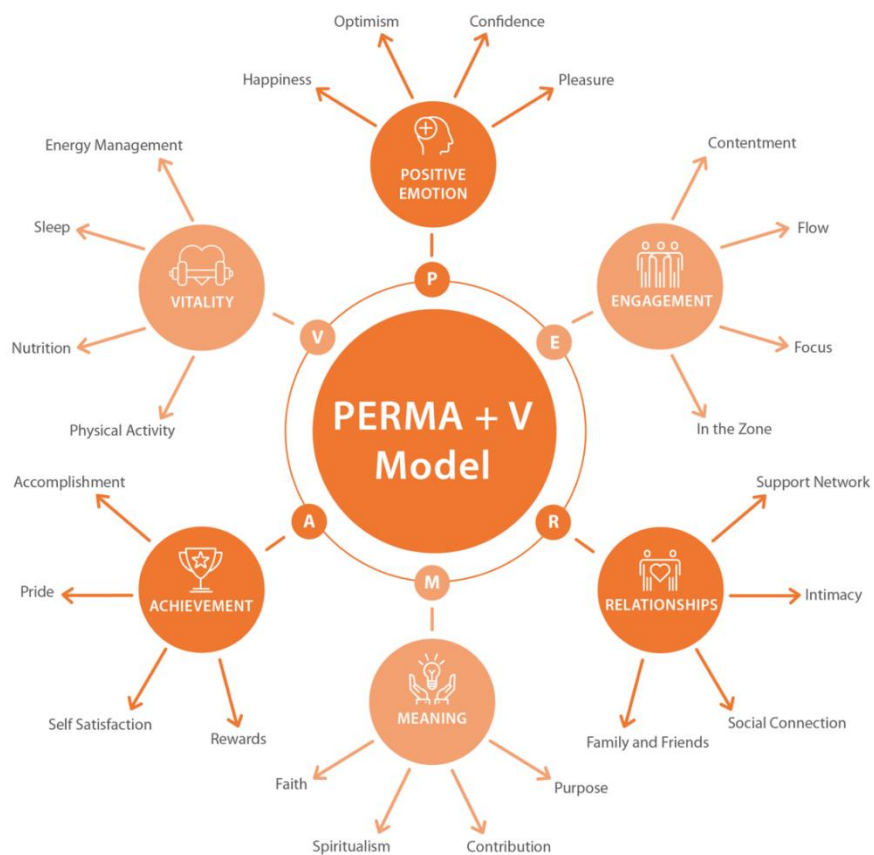 Optimism
Confidence
Happiness
Pleasure
POSITIVE
EMOTION
P
Contentment
Flow
ENGAGEMENT
E
Focus
In the Zone
Support Network
R
RELATIONSHIPS
Intimacy
Social Connection
Family and Friends
M
MEANING
Purpose
Contribution
Spiritualism
Faith
Accomplishment
A
ACHIEVEMENT
Pride
Self Satisfaction
Rewards
Energy Management
Sleep
VITALITY
V
Nutrition
Physical Activity
PERMA + V
Model